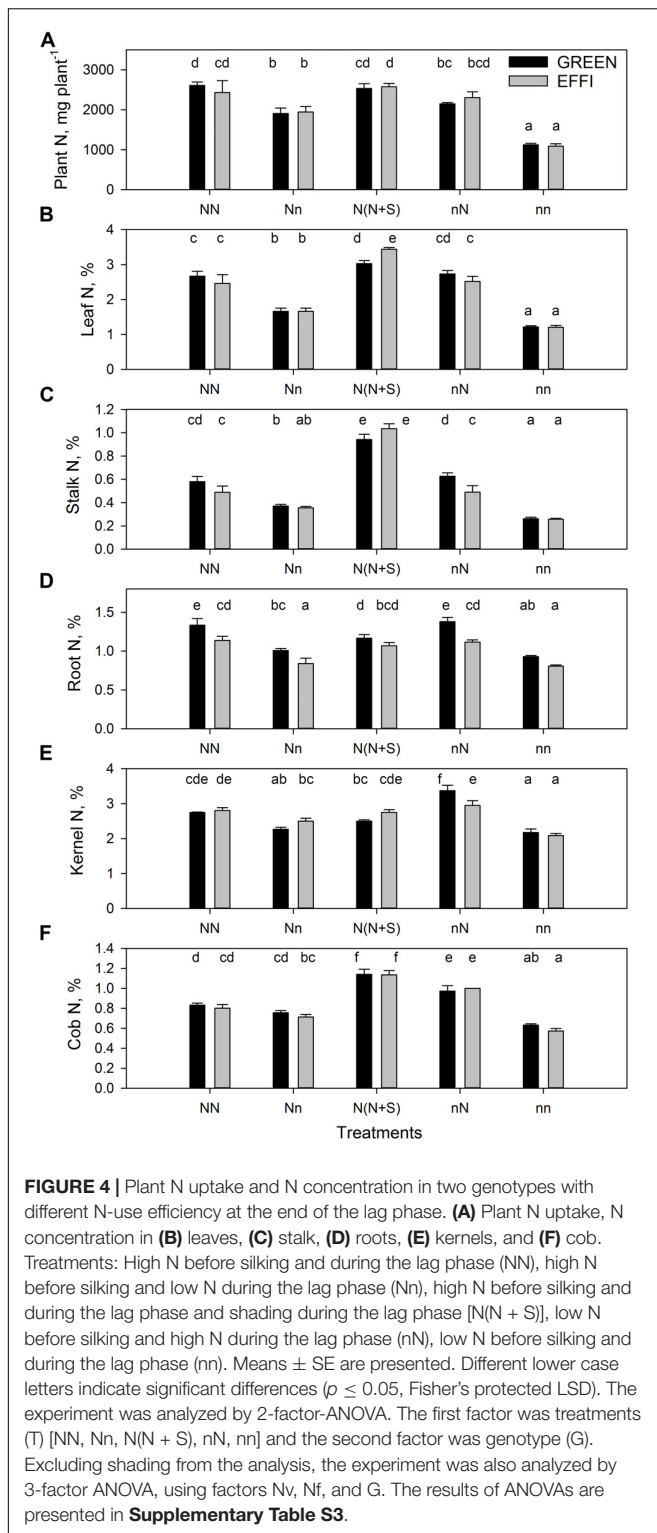 A
d cd b b cd d bc bcd a a
GREEN
EFFI
Plant N, mg plant-1
3000
2000
1000
0
NN Nn N(N+S) nN nn
B
c c b b d e cd c a a
Leaf N, %
4
3
2
1
0
NN Nn N(N+S) nN nn
C
cd c b ab e e d c a a
Stalk N, %
1.2
1.0
0.8
0.6
0.4
0.2
0.0
NN Nn N(N+S) nN nn
D
e cd bc a d bcd e cd ab a
Root N, %
1.5
1.0
0.5
0.0
NN Nn N(N+S) nN nn
E
cde de ab bc bc cde f e a a
Kernel N, %
4
3
2
1
0
NN Nn N(N+S) nN nn
F
d cd cd bc f f e e ab a
Cob N, %
1.4
1.2
1.0
0.8
0.6
0.4
0.2
0.0
NN Nn N(N+S) nN nn
Treatments
FIGURE 4 | Plant N uptake and N concentration in two genotypes with
different N-use efficiency at the end of the lag phase. (A) Plant N uptake, N
concentration in (B) leaves, (C) stalk, (D) roots, (E) kernels, and (F) cob.
Treatments: High N before silking and during the lag phase (NN), high N
before silking and low N during the lag phase (Nn), high N before silking and
during the lag phase and shading during the lag phase [N(N + S)], low N
before silking and high N during the lag phase (nN), low N before silking and
during the lag phase (nn). Means ± SE are presented. Different lower case
letters indicate significant differences (p ≤ 0.05, Fisher's protected LSD). The
experiment was analyzed by 2-factor-ANOVA. The first factor was treatments
(T) [NN, Nn, N(N + S), nN, nn] and the second factor was genotype (G).
Excluding shading from the analysis, the experiment was also analyzed by
3-factor ANOVA, using factors Nv, Nf, and G. The results of ANOVAs are
presented in Supplementary Table S3.